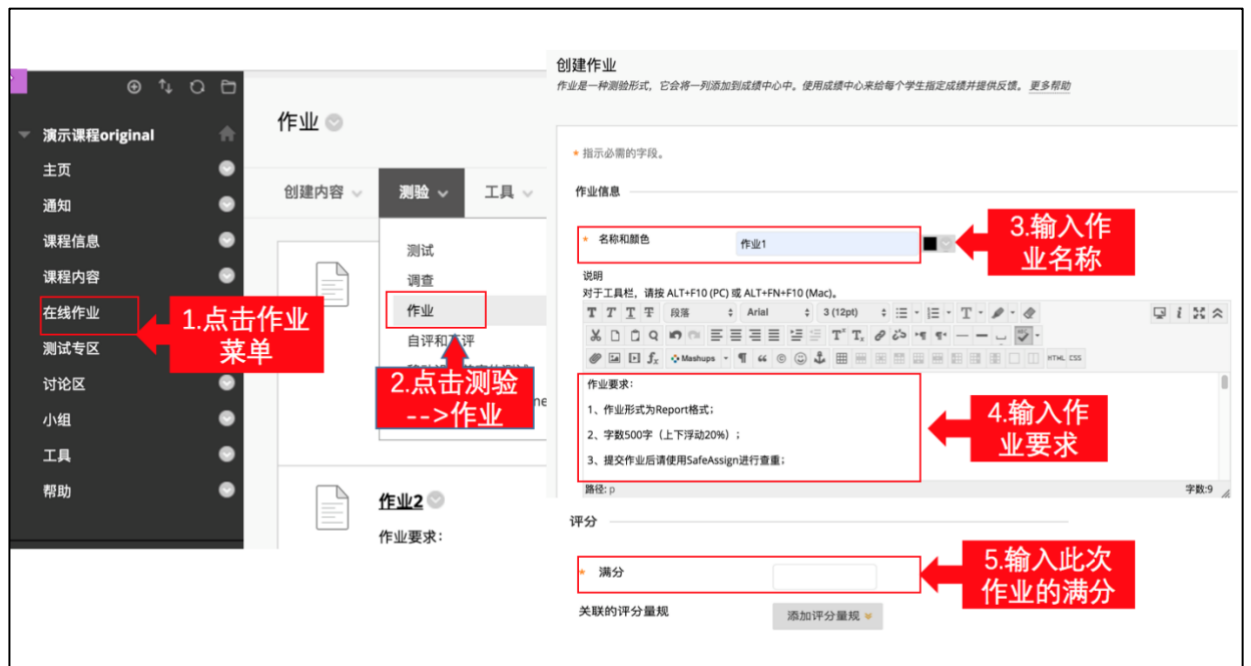 演示课程original
主页
通知
课程信息
课程内容
在线作业
测试专区
讨论区
小组
工具
帮助
1.点击作业
菜单
作业
创建内容
测验
工具
测试
调查
作业
自评和
评
2.点击测验
-->作业
作业2
作业要求:
创建作业
作业是一种测验形式，它会将一列添加到成绩中心中。使用成绩中心来给每个学生指定成绩并提供反馈。 更多帮助
* 指示必需的字段。
作业信息
* 名称和颜色
作业1
3.输入作
业名称
说明
对于工具栏，请按 ALT+F10 (PC) 或 ALT+FN+F10 (Mac)。
T T T T 段落 Arial 3 (12pt)
Mashups
HTML CSS
作业要求:
1、作业形式为Report格式;
2、字数500字（上下浮动20%）;
3、提交作业后请使用SafeAssign进行查重;
4.输入作
业要求
路径: p
字数:9
评分
* 满分
5.输入此次
作业的满分
关联的评分量规
添加评分量规